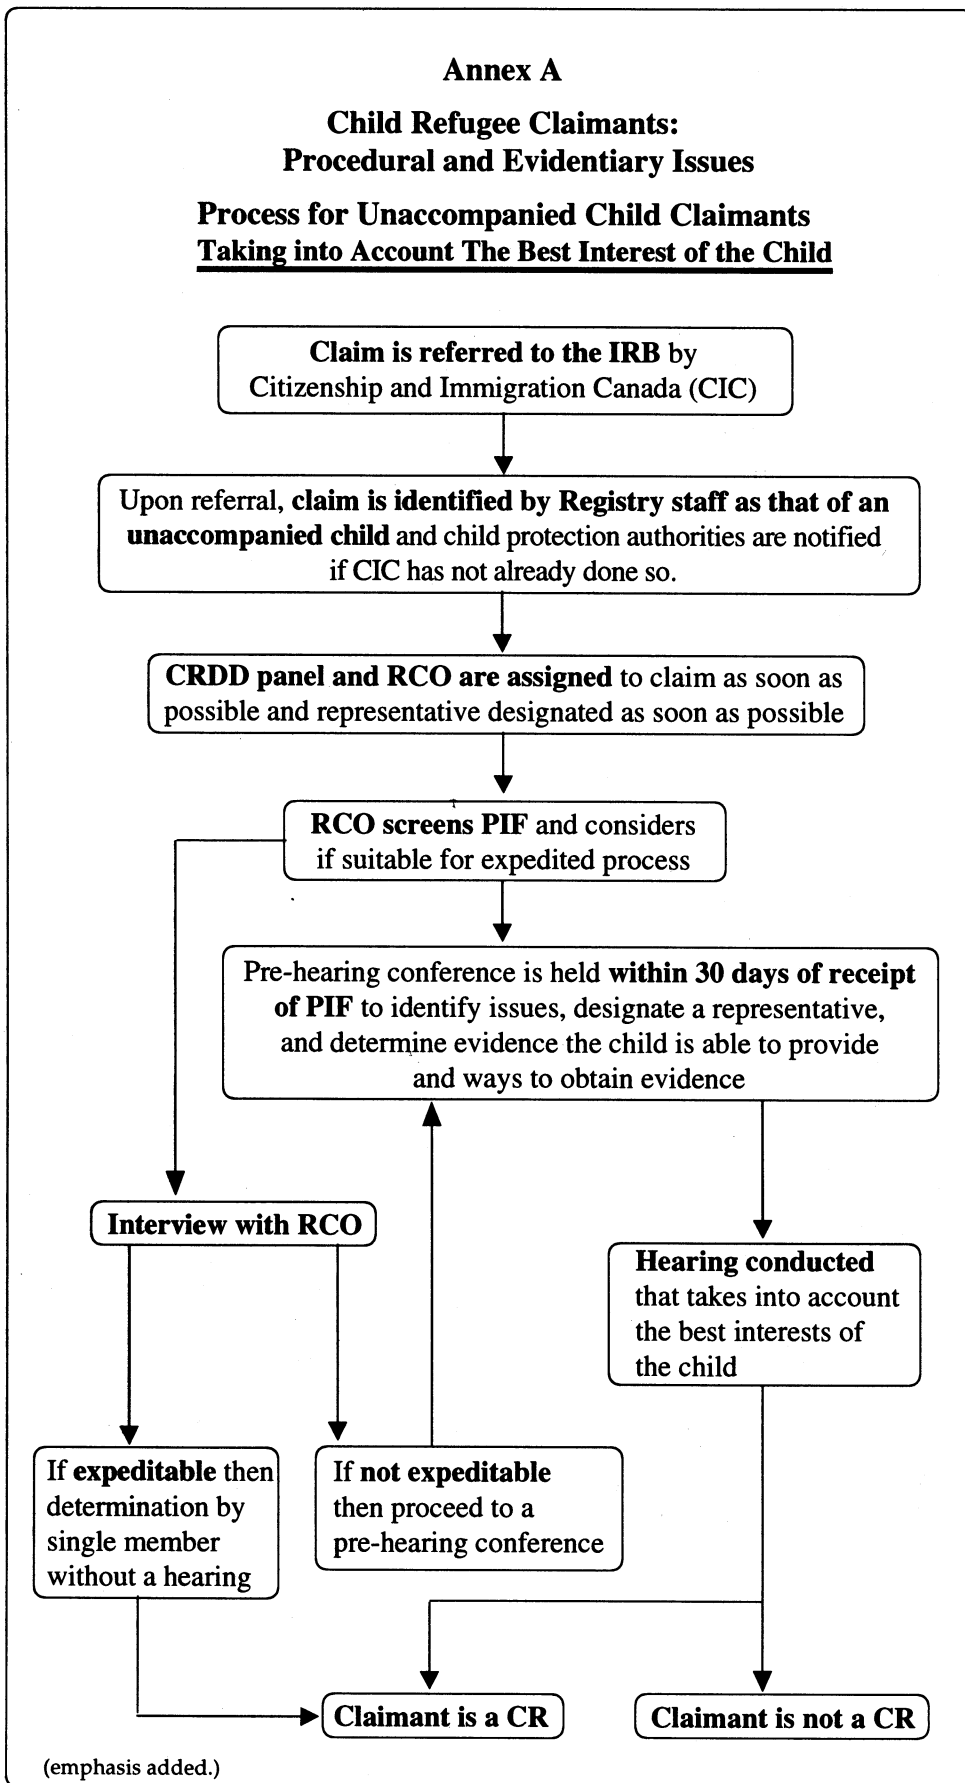 Annex A
Child Refugee Claimants:
Procedural and Evidentiary Issues
Process for Unaccompanied Child Claimants
Taking into Account The Best Interest of the Child
Claim is referred to the IRB by
Citizenship and Immigration Canada (CIC)
Upon referral, claim is identified by Registry staff as that of an
unaccompanied child and child protection authorities are notified
if CIC has not already done so.
CRDD panel and RCO are assigned to claim as soon as
possible and representative designated as soon as possible
RCO screens PIF and considers
if suitable for expedited process
Pre-hearing conference is held within 30 days of receipt
of PIF to identify issues, designate a representative,
and determine evidence the child is able to provide
and ways to obtain evidence
Interview with RCO
Hearing conducted
that takes into account
the best interests of
the child
If expeditable then
determination by
single member
without a hearing
If not expeditable
then proceed to a
pre-hearing conference
Claimant is a CR
Claimant is not a CR
(emphasis added.)